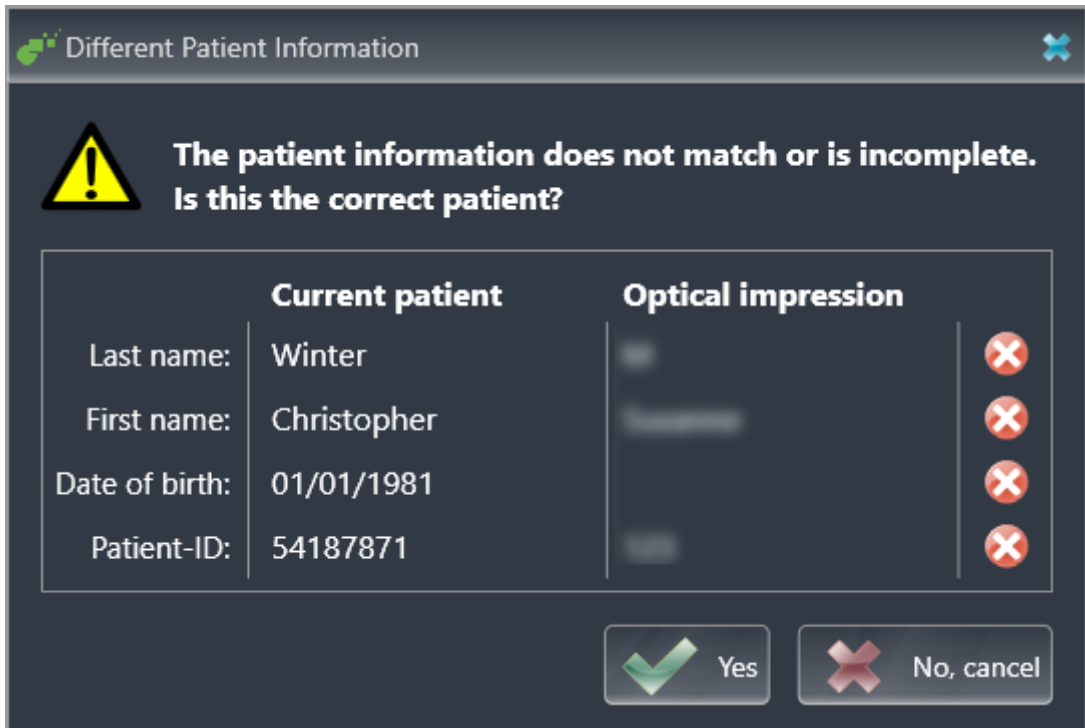 Different Patient Information
The patient information does not match or is incomplete.
Is this the correct patient?
Current patient Optical impression
Last name: Winter
First name: Christopher
Date of birth: 01/01/1981
Patient-ID: 54187871
Yes No, cancel